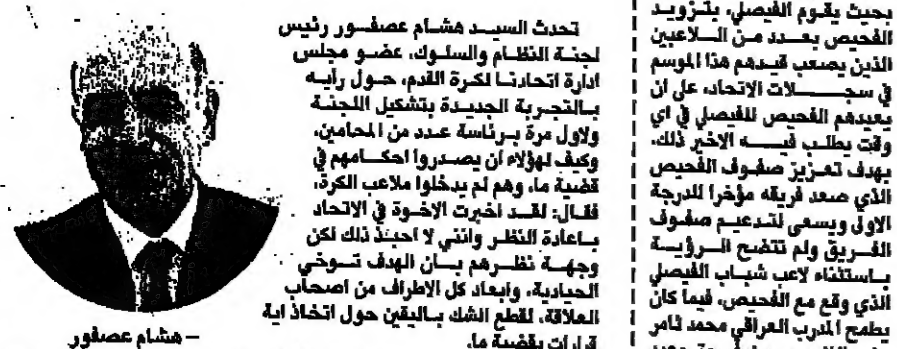 بحيث يقوم الفيصلي، بتزويد
الفحيص بعدد من اللاعبين
الذين يصعب قيدهم هذا الموسم
في سجلات الاتحاد، على ان
يعيدهم الفحيص للفيصلي في اي
وقت يطلب فيه الاخير ذلك،
بهدف تعزيز صفوف الفحيص
الذي صعد فريقه مؤخرا للدرجة
الاولى ويسعى لتدعيم صفوف
الفريق ولم تتضح الرؤية
باستثناء لاعب شباب الفيصلي
الذي وقع مع الفحيص، فيما كان
يطمح المدرب العراقي محمد ثامر
تحدث السيد هشام عصفور رئيس
لجنة النظام والسلوك، عضو مجلس
ادارة اتحادنا لكرة القدم، حول رأيه
بالتجربة الجديدة بتشكيل اللجنة
ولاول مرة برئاسة عدد من المحامين،
وكيف لهؤلاء أن يصدروا احكامهم في
قضية ما، وهم لم يدخلوا ملاعب الكرة،
فقال: لقد اخبرت الاخوة في الاتحاد
باعادة النظر وانني لا احبذ ذلك لكن
وجهة نظرهم بان الهدف توخي
الحيادية، وابعاد كل الاطراف من اصحاب
العلاقة، لقطع الشك باليقين حول اتخاذ اية
قرارات بقضية ما.
– هشام عصفور